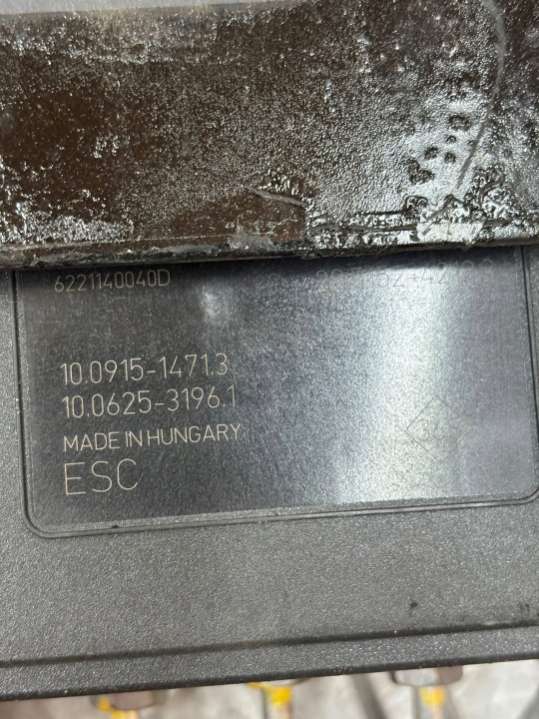 6221140040D
10.0915-1471.3
10.0625-3196.1
MADE IN HUNGARY
ESC